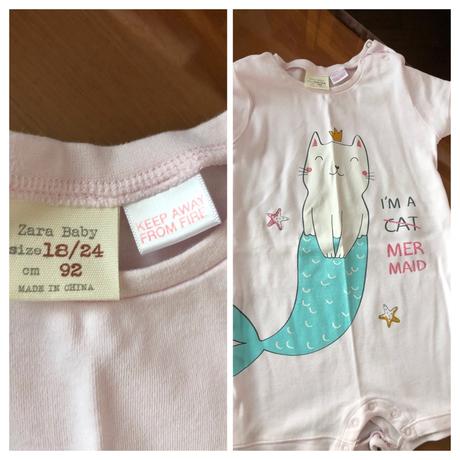 Zara Baby
size 18/24
cm 92
MADE IN CHINA
KEEP AWAY
FROM FIRE
I'M A
CAT
MER
MAID